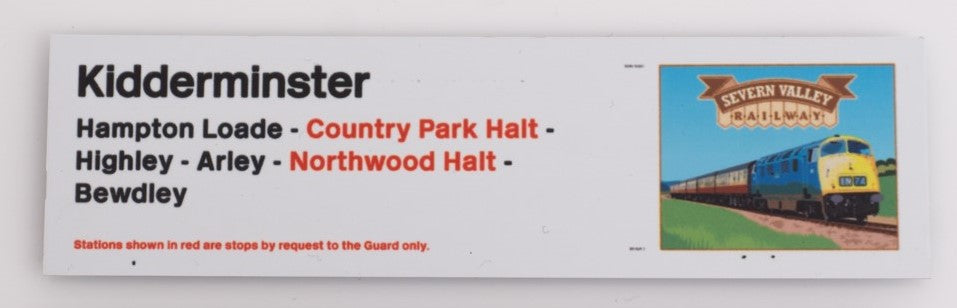 Kidderminster
Hampton Loade - Country Park Halt -
Highley - Arley - Northwood Halt -
Bewdley
Stations shown in red are stops by request to the Guard only.
SEVERN VALLEY
RAILWAY